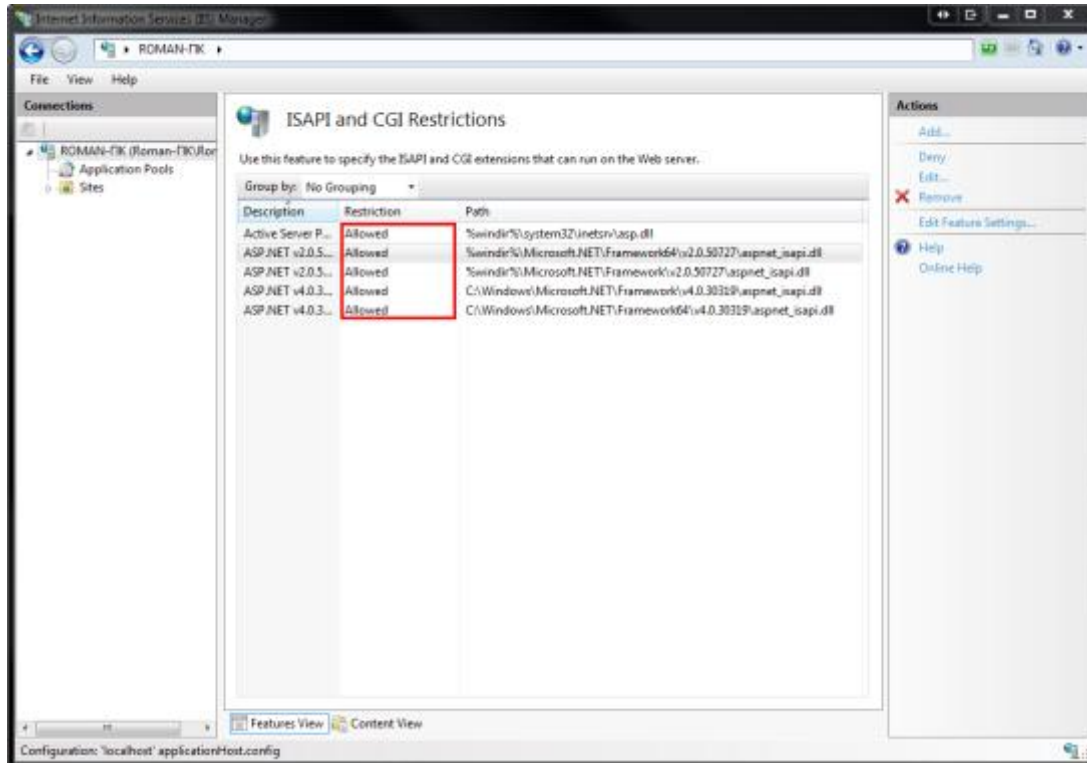 Internet Information Services (IIS) Manager
ROMAN-ПК
File View Help
Connections
ROMAN-ПК (Roman-ПК\Ror
Application Pools
Sites
ISAPI and CGI Restrictions
Use this feature to specify the ISAPI and CGI extensions that can run on the Web server.
Group by: No Grouping
Description Restriction Path
Active Server P... Allowed %windir%\system32\inetsrv\asp.dll
ASP.NET v2.0.5... Allowed %windir%\Microsoft.NET\Framework64\v2.0.50727\aspnet_isapi.dll
ASP.NET v2.0.5... Allowed %windir%\Microsoft.NET\Framework\v2.0.50727\aspnet_isapi.dll
ASP.NET v4.0.3... Allowed C:\Windows\Microsoft.NET\Framework\v4.0.30319\aspnet_isapi.dll
ASP.NET v4.0.3... Allowed C:\Windows\Microsoft.NET\Framework64\v4.0.30319\aspnet_isapi.dll
Features View Content View
Actions
Add...
Deny
Edit...
Remove
Edit Feature Settings...
Help
Online Help
Configuration: 'localhost' applicationHost.config